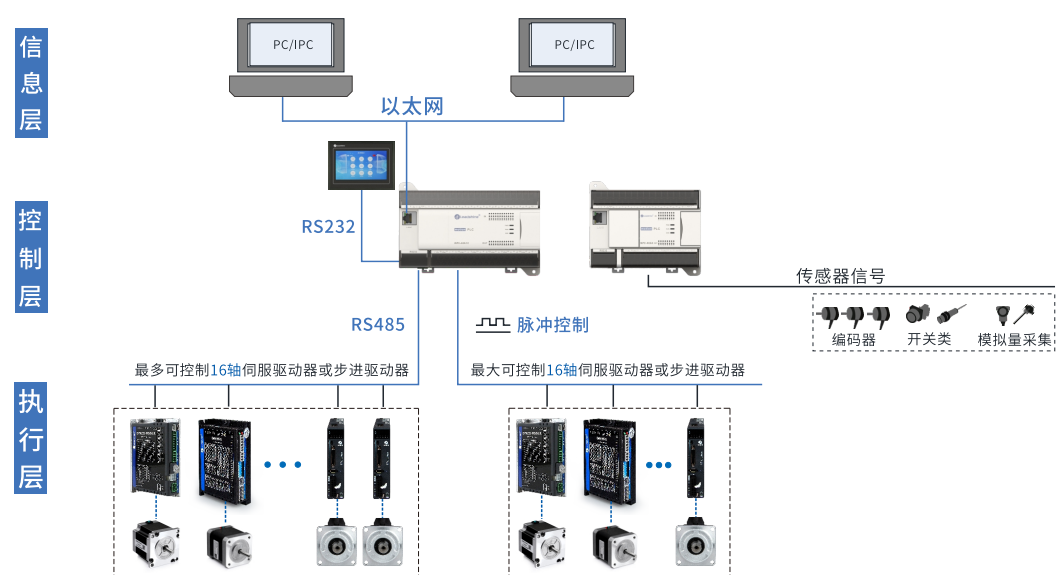 信息层
PC/IPC
PC/IPC
以太网
控制层
RS232
传感器信号
编码器
开关类
模拟量采集
RS485
脉冲控制
最多可控制16轴伺服驱动器或步进驱动器
最大可控制16轴伺服驱动器或步进驱动器
执行层